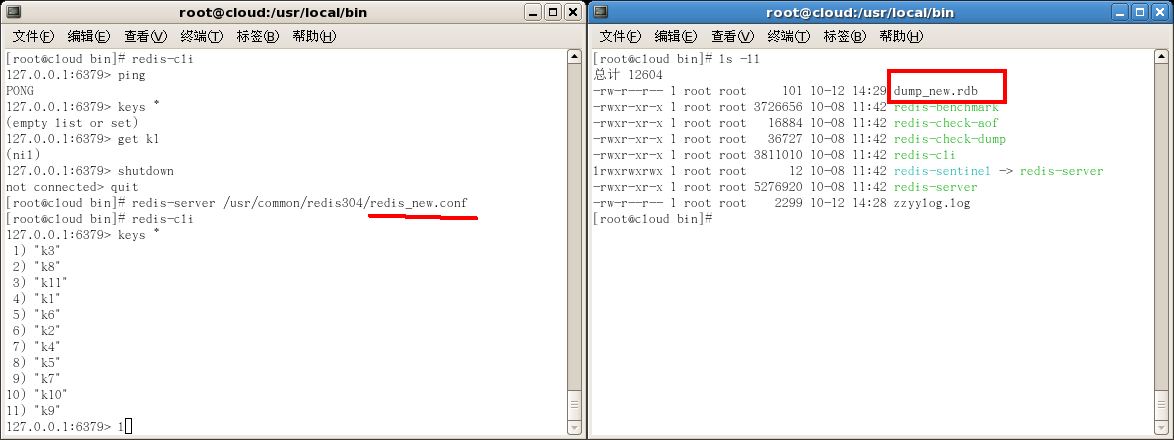 root@cloud:/usr/local/bin
文件(F) 编辑(E) 查看(V) 终端(T) 标签(B) 帮助(H)
[root@cloud bin]# redis-cli
127.0.0.1:6379> ping
PONG
127.0.0.1:6379> keys *
(empty list or set)
127.0.0.1:6379> get k1
(nil)
127.0.0.1:6379> shutdown
not connected> quit
[root@cloud bin]# redis-server /usr/common/redis304/redis_new.conf
[root@cloud bin]# redis-cli
127.0.0.1:6379> keys *
1) "k3"
2) "k8"
3) "k11"
4) "k1"
5) "k6"
6) "k2"
7) "k4"
8) "k5"
9) "k7"
10) "k10"
11) "k9"
127.0.0.1:6379> l
root@cloud:/usr/local/bin
文件(F) 编辑(E) 查看(V) 终端(T) 标签(B) 帮助(H)
[root@cloud bin]# ls -ll
总计 12604
-rw-r--r-- 1 root root 101 10-12 14:29 dump_new.rdb
-rwxr-xr-x 1 root root 3726656 10-08 11:42 redis-benchmark
-rwxr-xr-x 1 root root 16884 10-08 11:42 redis-check-aof
-rwxr-xr-x 1 root root 36727 10-08 11:42 redis-check-dump
-rwxr-xr-x 1 root root 3811010 10-08 11:42 redis-cli
lrwxrwxrwx 1 root root 12 10-08 11:42 redis-sentinel -> redis-server
-rwxr-xr-x 1 root root 5276920 10-08 11:42 redis-server
-rw-r--r-- 1 root root 2299 10-12 14:28 zzyylog.log
[root@cloud bin]#